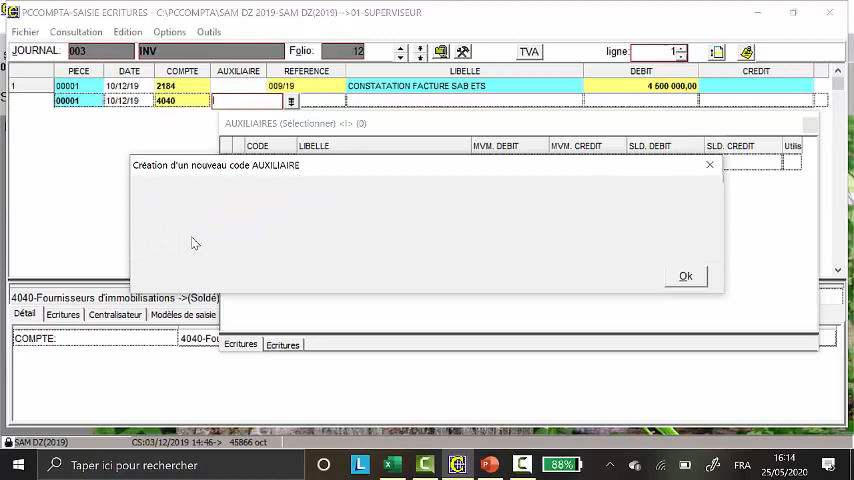 PCCOMPTA-SAISIE ECRITURES - C:\PCCOMPTA\SAM DZ 2019-SAM DZ(2019)-->01-SUPERVISEUR
Fichier Consultation Edition Options Outils
JOURNAL: 003 INV Folio: 12 TVA ligne: 1
PIECE DATE COMPTE AUXILIAIRE REFERENCE LIBELLE DEBIT CREDIT
1 00001 10/12/19 2184 009/19 CONSTATATION FACTURE SAB ETS 4 500 000,00
00001 10/12/19 4040
AUXILIAIRES (Sélectionner) <I> (0)
CODE LIBELLE MVM. DEBIT MVM. CREDIT SLD. DEBIT SLD. CREDIT Utilis
Création d'un nouveau code AUXILIAIRE
Ok
4040-Fournisseurs d'immobilisations ->(Soldé)
Détail Ecritures Centralisateur Modèles de saisie
COMPTE: 4040-Fou
Ecritures Ecritures
SAM DZ(2019) CS:03/12/2019 14:46-> 45866 oct
Taper ici pour rechercher 88% FRA 16:14
25/05/2020